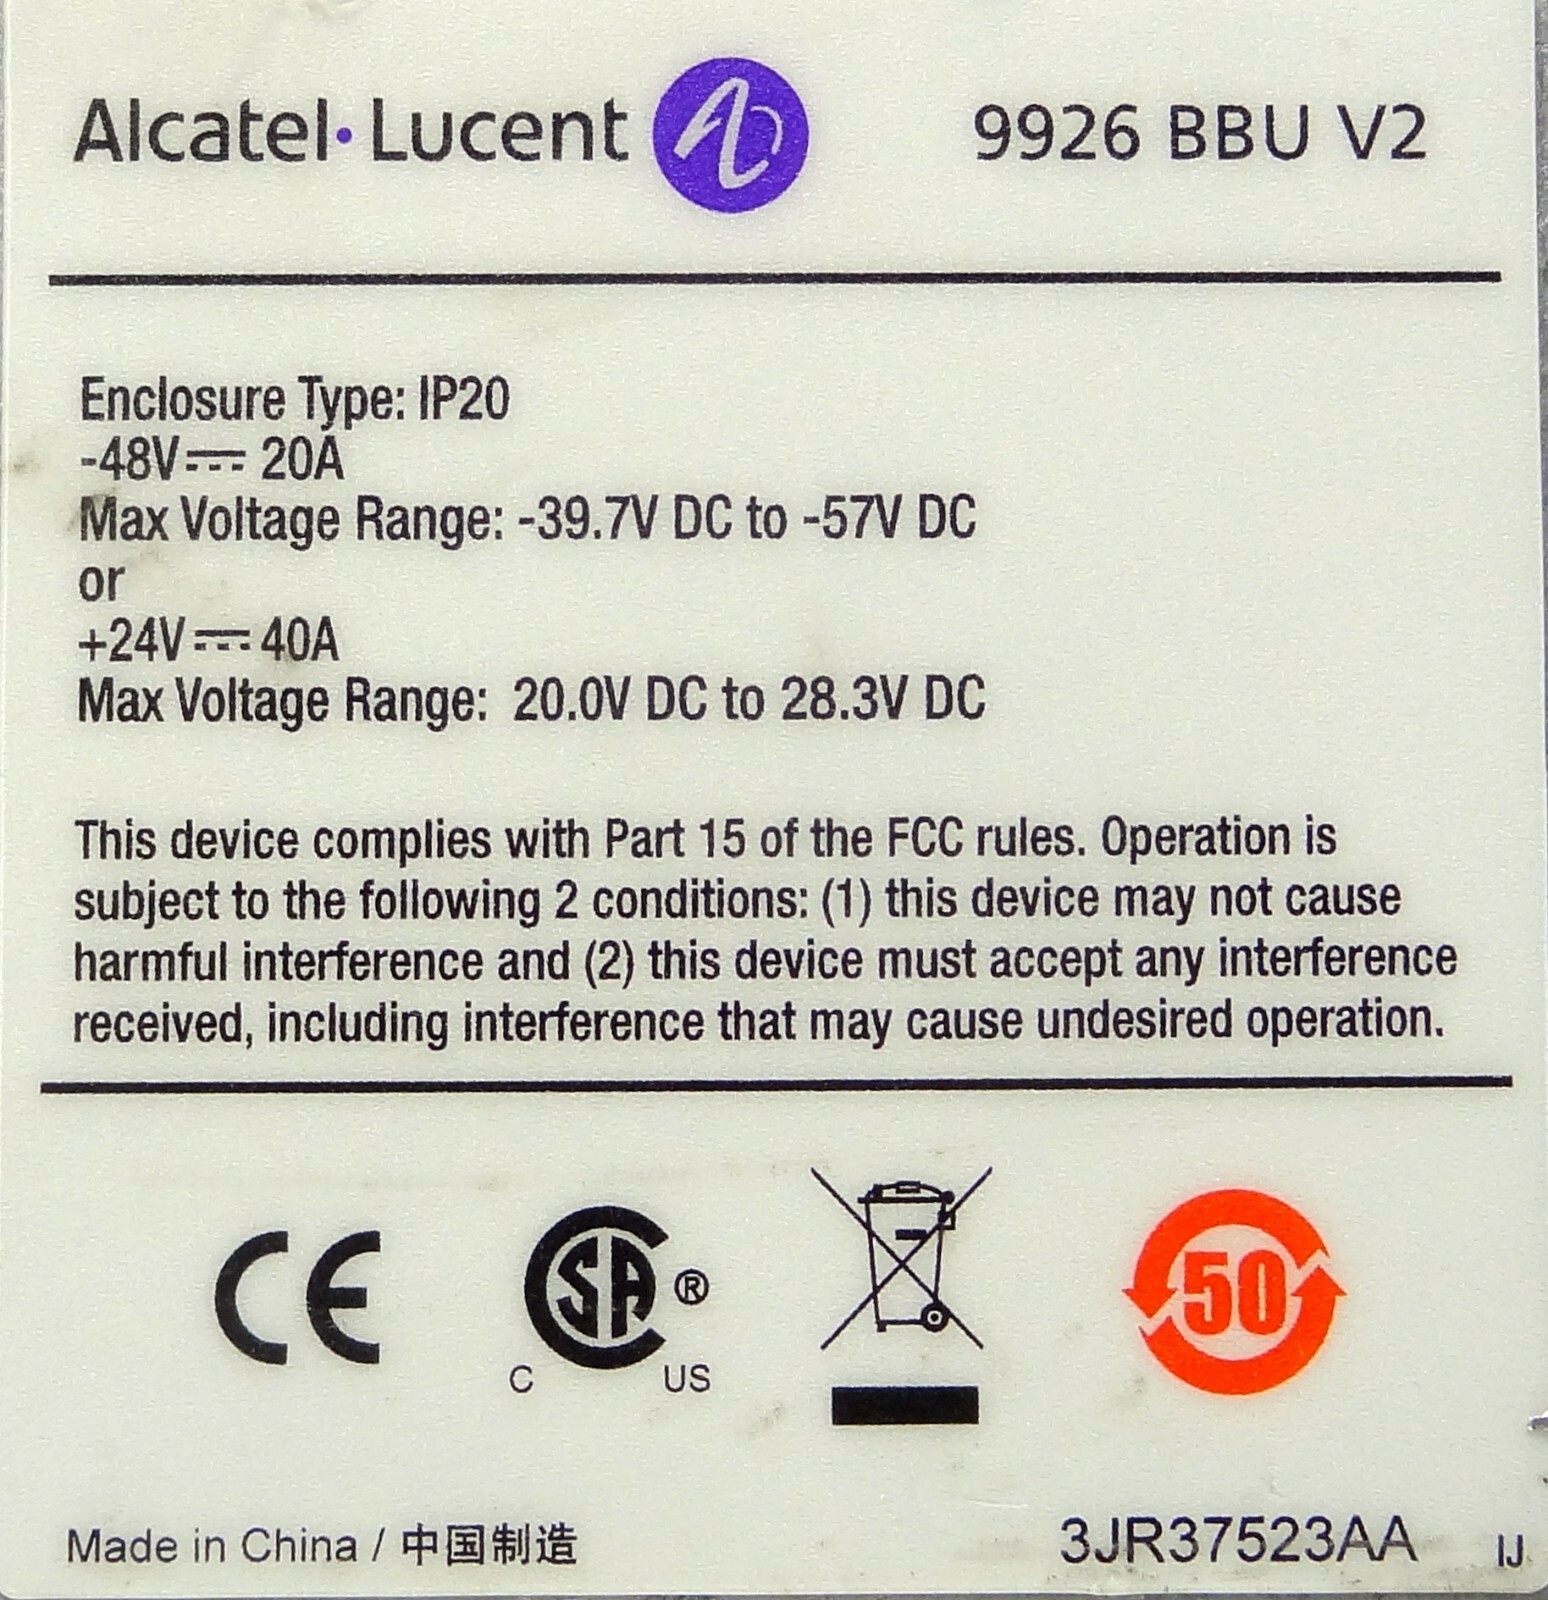 Alcatel·Lucent 9926 BBU V2
Enclosure Type: IP20
-48V⎓ 20A
Max Voltage Range: -39.7V DC to -57V DC
or
+24V⎓ 40A
Max Voltage Range: 20.0V DC to 28.3V DC
This device complies with Part 15 of the FCC rules. Operation is
subject to the following 2 conditions: (1) this device may not cause
harmful interference and (2) this device must accept any interference
received, including interference that may cause undesired operation.
CE SA ® 50
C US
Made in China / 中国制造 3JR37523AA IJ